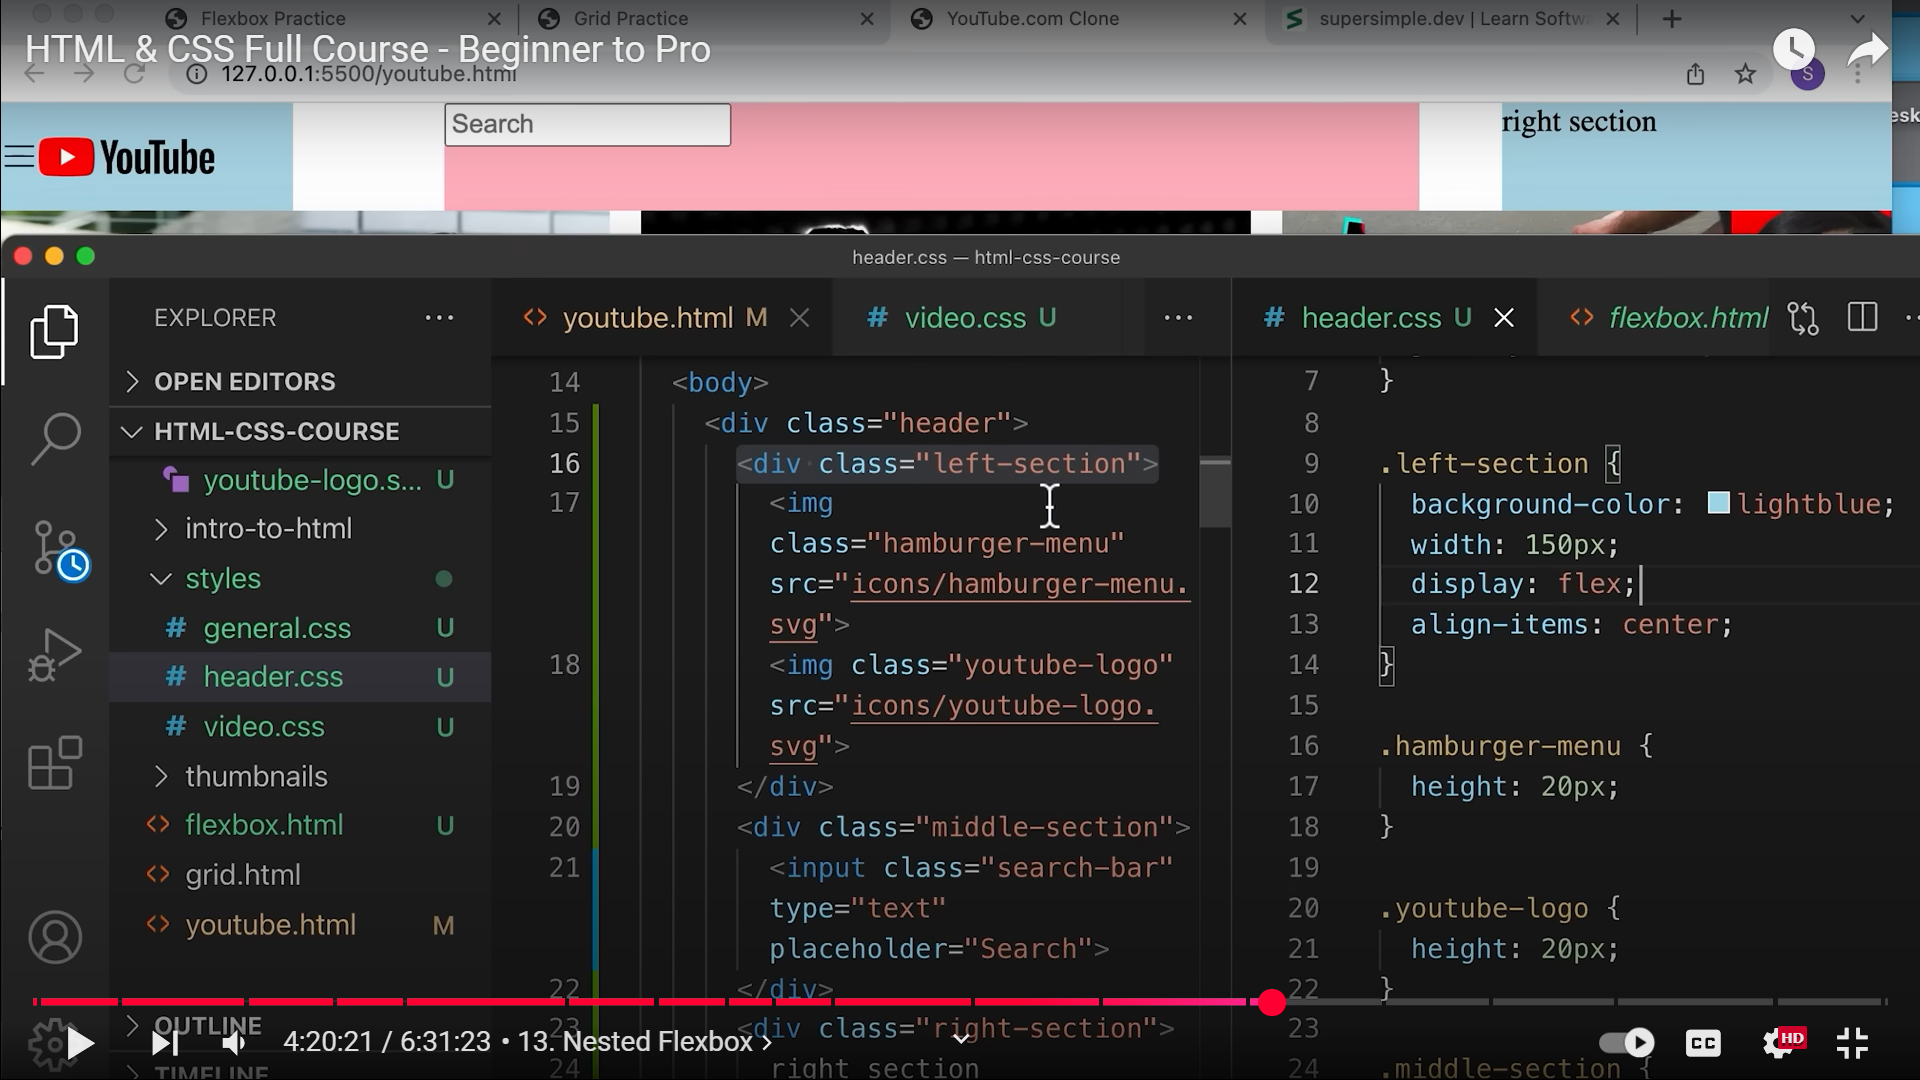 Flexbox Practice
Grid Practice
YouTube.com Clone
supersimple.dev | Learn Softw
HTML & CSS Full Course - Beginner to Pro
127.0.0.1:5500/youtube.html
S
YouTube
Search
right section
esk
header.css — html-css-course
EXPLORER
OPEN EDITORS
HTML-CSS-COURSE
youtube-logo.s... U
intro-to-html
styles
# general.css U
# header.css U
# video.css U
thumbnails
<> flexbox.html U
<> grid.html
<> youtube.html M
OUTLINE
TIMELINE
<> youtube.html M
# video.css U
14 <body>
15 <div class="header">
16 <div class="left-section">
17 <img
class="hamburger-menu"
src="icons/hamburger-menu.
svg">
18 <img class="youtube-logo"
src="icons/youtube-logo.
svg">
19 </div>
20 <div class="middle-section">
21 <input class="search-bar"
type="text"
placeholder="Search">
22 </div>
23 <div class="right-section">
24 right section
# header.css U
<> flexbox.html
7 }
8
9 .left-section {
10 background-color: lightblue;
11 width: 150px;
12 display: flex;
13 align-items: center;
14 }
15
16 .hamburger-menu {
17 height: 20px;
18 }
19
20 .youtube-logo {
21 height: 20px;
22 }
23
24 .middle-section {
4:20:21 / 6:31:23 • 13. Nested Flexbox
CC
HD